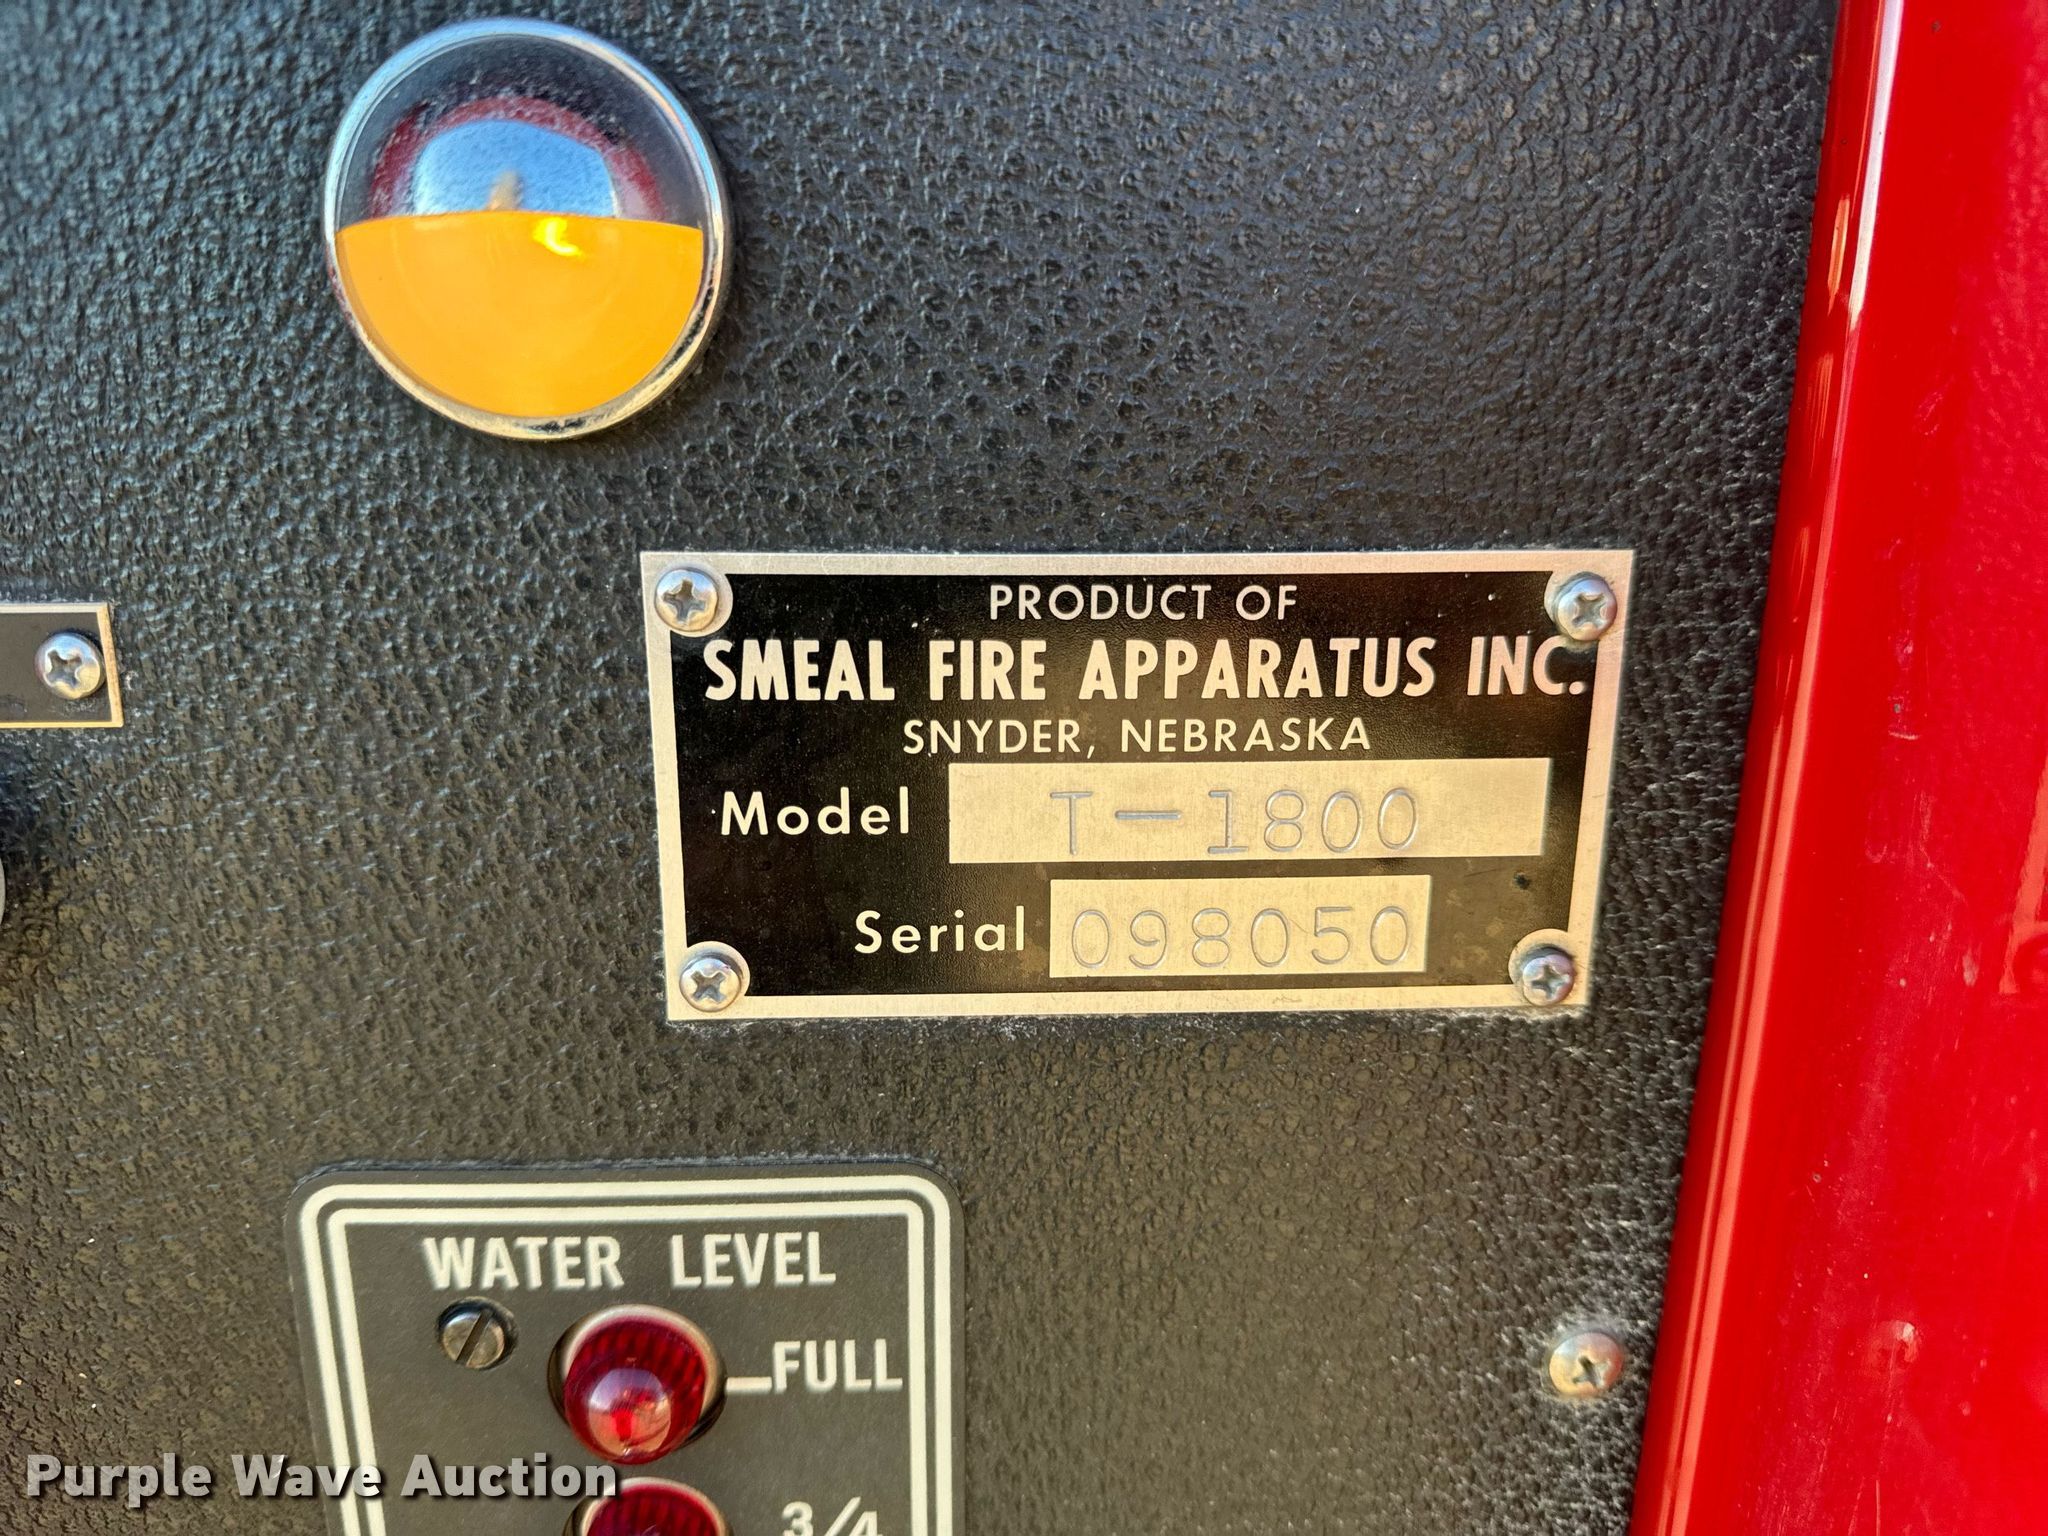 PRODUCT OF
SMEAL FIRE APPARATUS INC.
SNYDER, NEBRASKA
Model T-1800
Serial 098050
WATER LEVEL
FULL
3/4
Purple Wave Auction